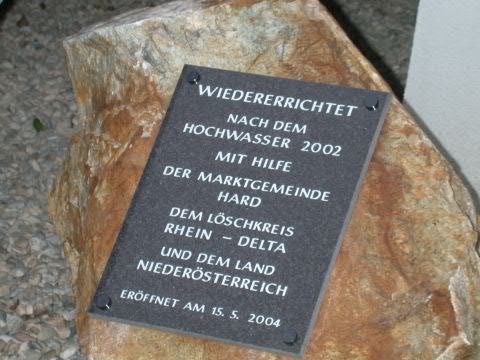 WIEDERERRICHTET
NACH DEM
HOCHWASSER 2002
MIT HILFE
DER MARKTGEMEINDE
HARD
DEM LÖSCHKREIS
RHEIN - DELTA
UND DEM LAND
NIEDERÖSTERREICH
ERÖFFNET AM 15. 5. 2004